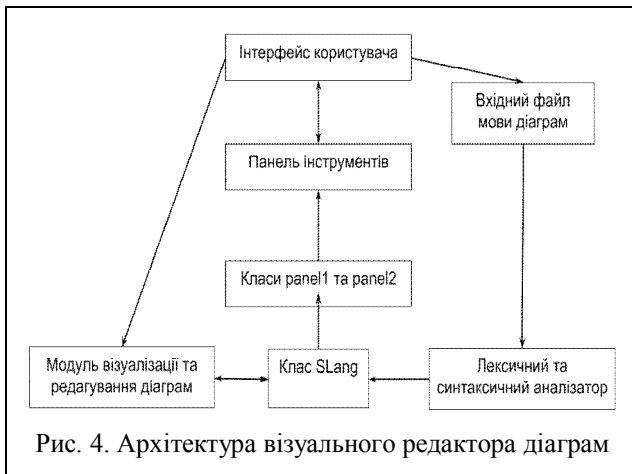 Інтерфейс користувача
Вхідний файл
мови діаграм
Панель інструментів
Класи panel1 та panel2
Модуль візуалізації та
редагування діаграм
Клас SLang
Лексичний та
синтаксичний аналізатор
Рис. 4. Архітектура візуального редактора діаграм